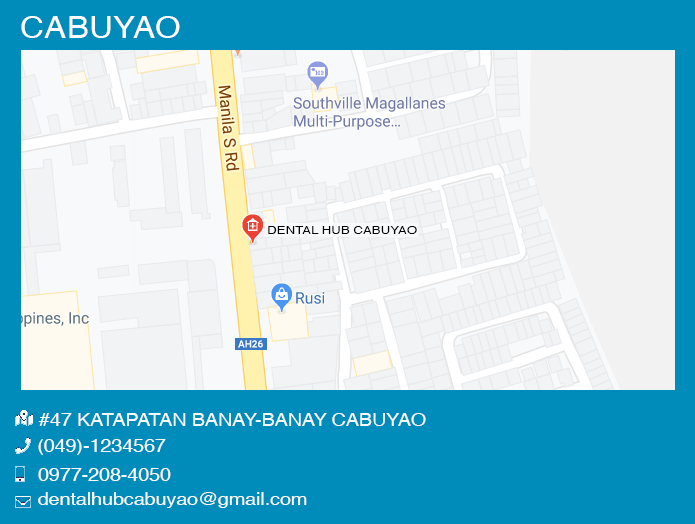 CABUYAO
Manila S Rd
Southville Magallanes
Multi-Purpose...
DENTAL HUB CABUYAO
Rusi
pines, Inc
AH26
#47 KATAPATAN BANAY-BANAY CABUYAO
(049)-1234567
0977-208-4050
dentalhubcabuyao@gmail.com